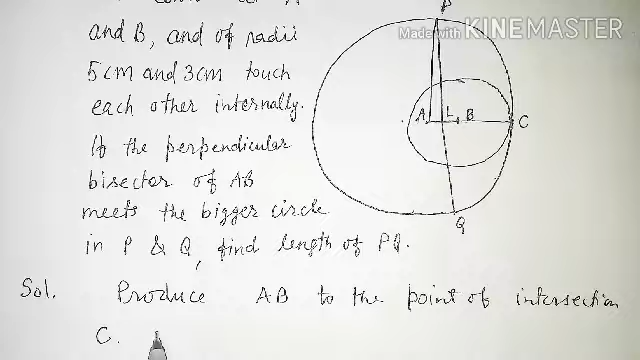 and B, and of radii
5cm and 3cm touch
each other internally.
If the perpendicular
bisector of AB
meets the bigger circle
in P & Q, find length of PQ.
Sol. Produce AB to the point of intersection
C.
P
A L B C
Q
Made with KINEMASTER